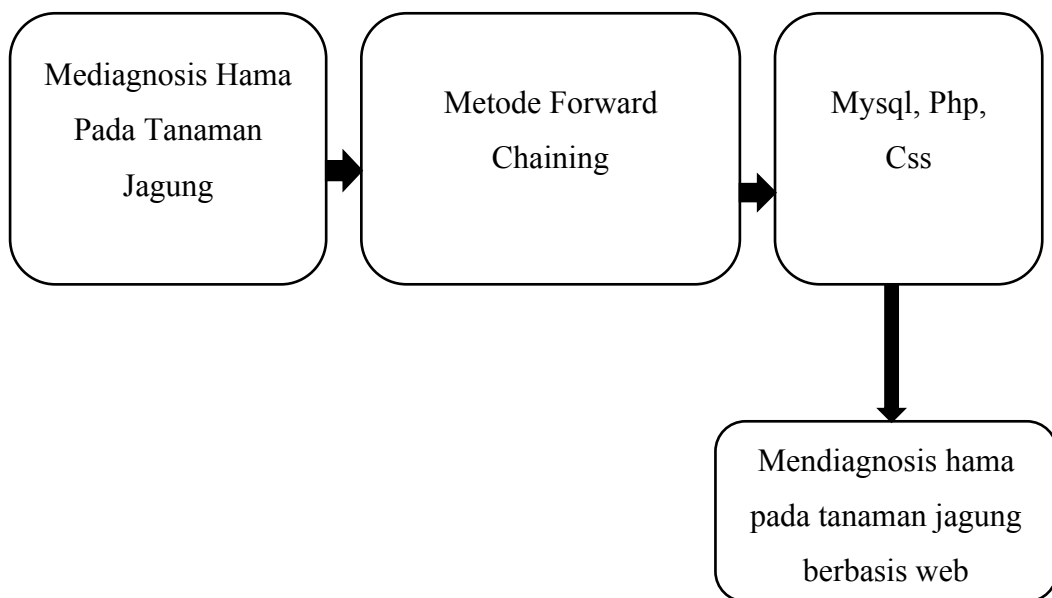 Mediagnosis Hama
Pada Tanaman
Jagung
Metode Forward
Chaining
Mysql, Php,
Css
Mendiagnosis hama
pada tanaman jagung
berbasis web